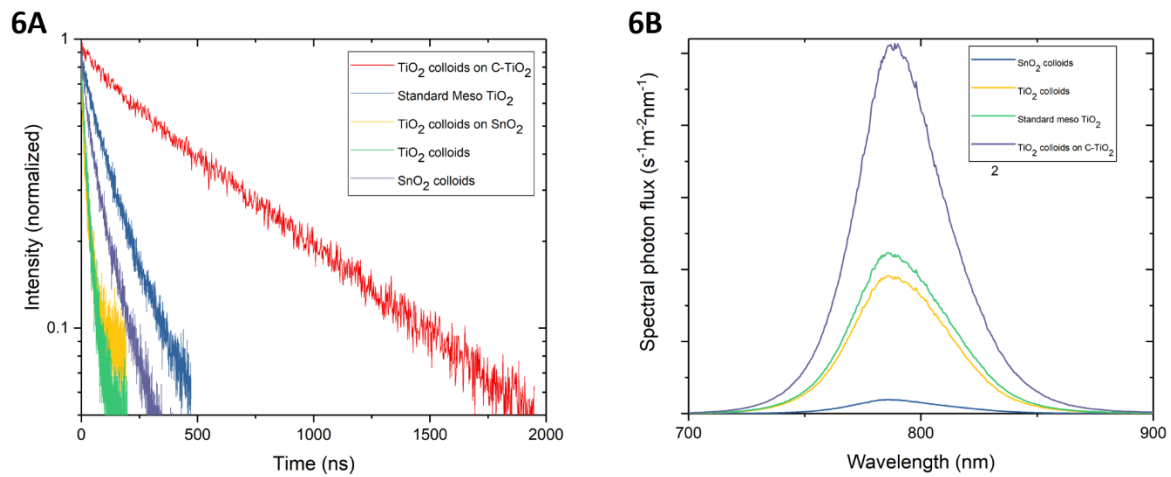 6A
Intensity (normalized)
1
0.1
TiO2 colloids on C-TiO2
Standard Meso TiO2
TiO2 colloids on SnO2
TiO2 colloids
SnO2 colloids
0
500
1000
1500
2000
Time (ns)
6B
Spectral photon flux (s-1m-2nm-1)
SnO2 colloids
TiO2 colloids
Standard meso TiO2
TiO2 colloids on C-TiO2
2
700
800
900
Wavelength (nm)